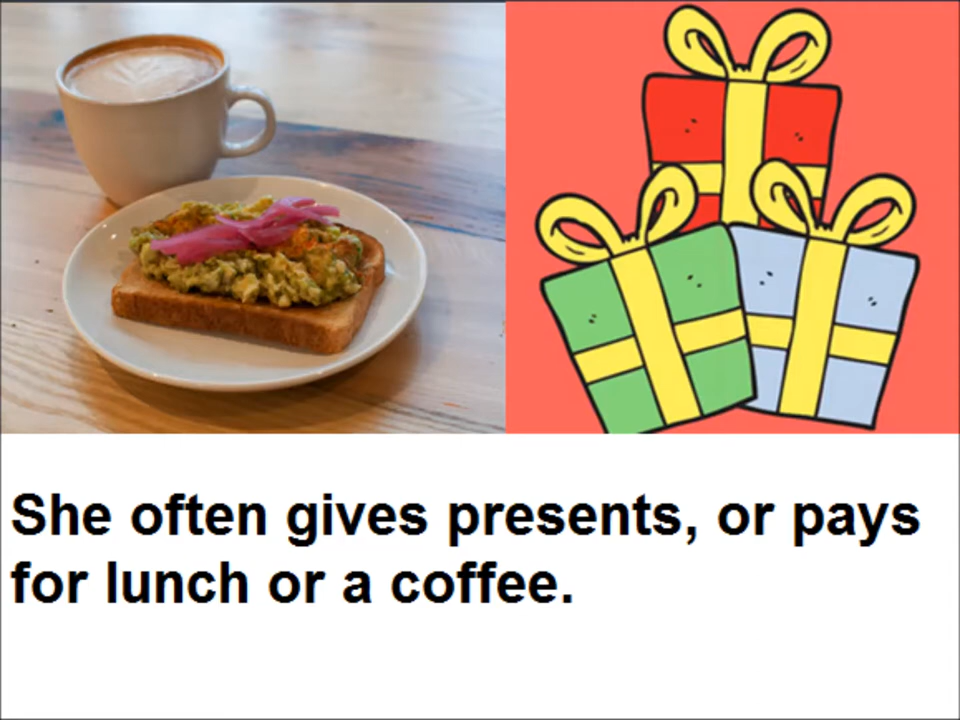 She often gives presents, or pays
for lunch or a coffee.